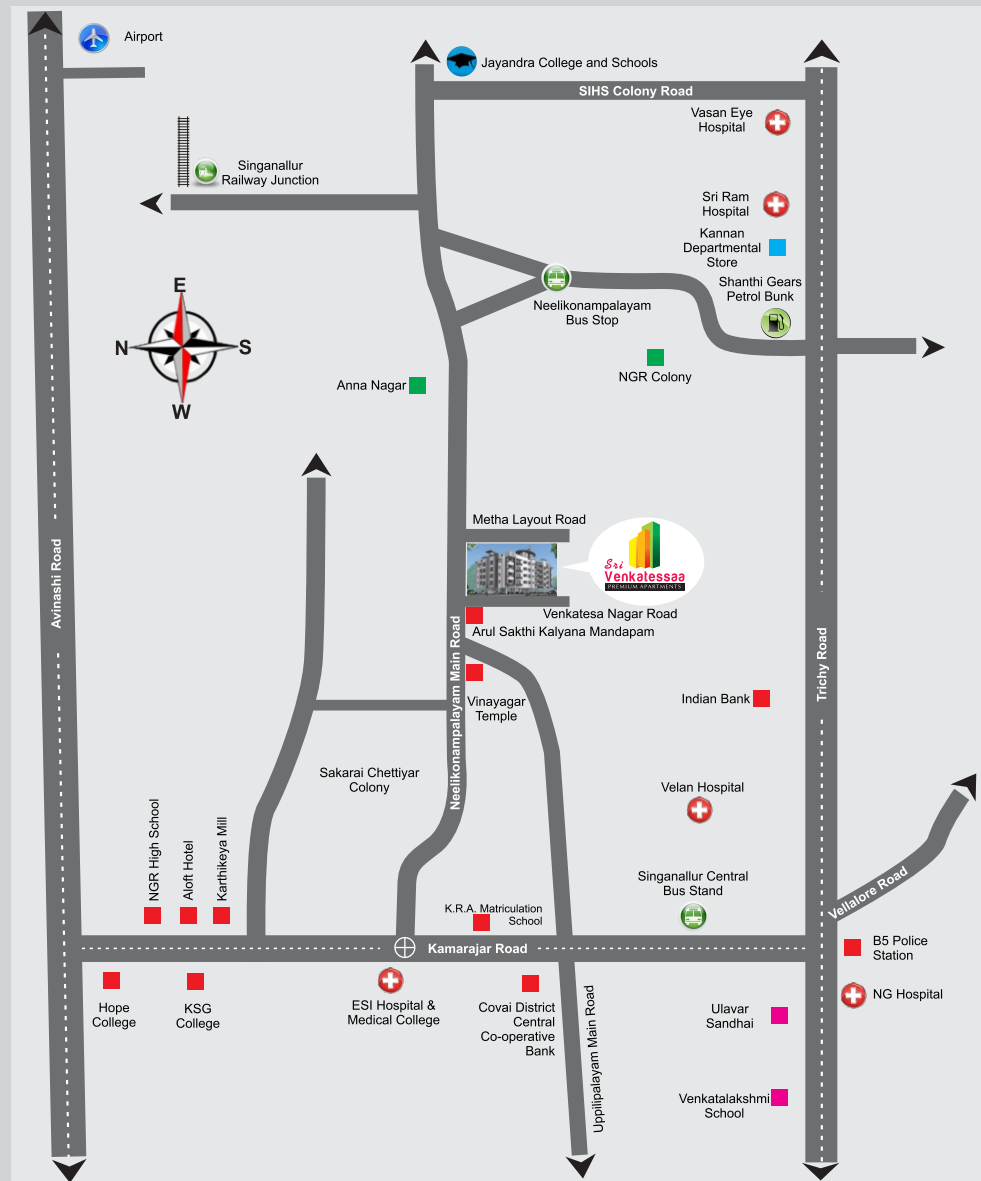 Airport
Jayandra College and Schools
SIHS Colony Road
Vasan Eye
Hospital
Singanallur
Railway Junction
Sri Ram
Hospital
Kannan
Departmental
Store
Shanthi Gears
Petrol Bunk
E
N
S
W
Neelikonampalayam
Bus Stop
NGR Colony
Anna Nagar
Metha Layout Road
Sri
Venkatessaa
PREMIUM APARTMENTS
Venkatesa Nagar Road
Arul Sakthi Kalyana Mandapam
Avinashi Road
Neelikonampalayam Main Road
Trichy Road
Vinayagar
Temple
Indian Bank
Sakarai Chettiyar
Colony
Velan Hospital
NGR High School
Aloft Hotel
Karthikeya Mill
Singanallur Central
Bus Stand
Vellalore Road
K.R.A. Matriculation
School
Kamarajar Road
B5 Police
Station
NG Hospital
Hope
College
KSG
College
ESI Hospital &
Medical College
Covai District
Central
Co-operative
Bank
Uppilipalayam Main Road
Ulavar
Sandhai
Venkatalakshmi
School